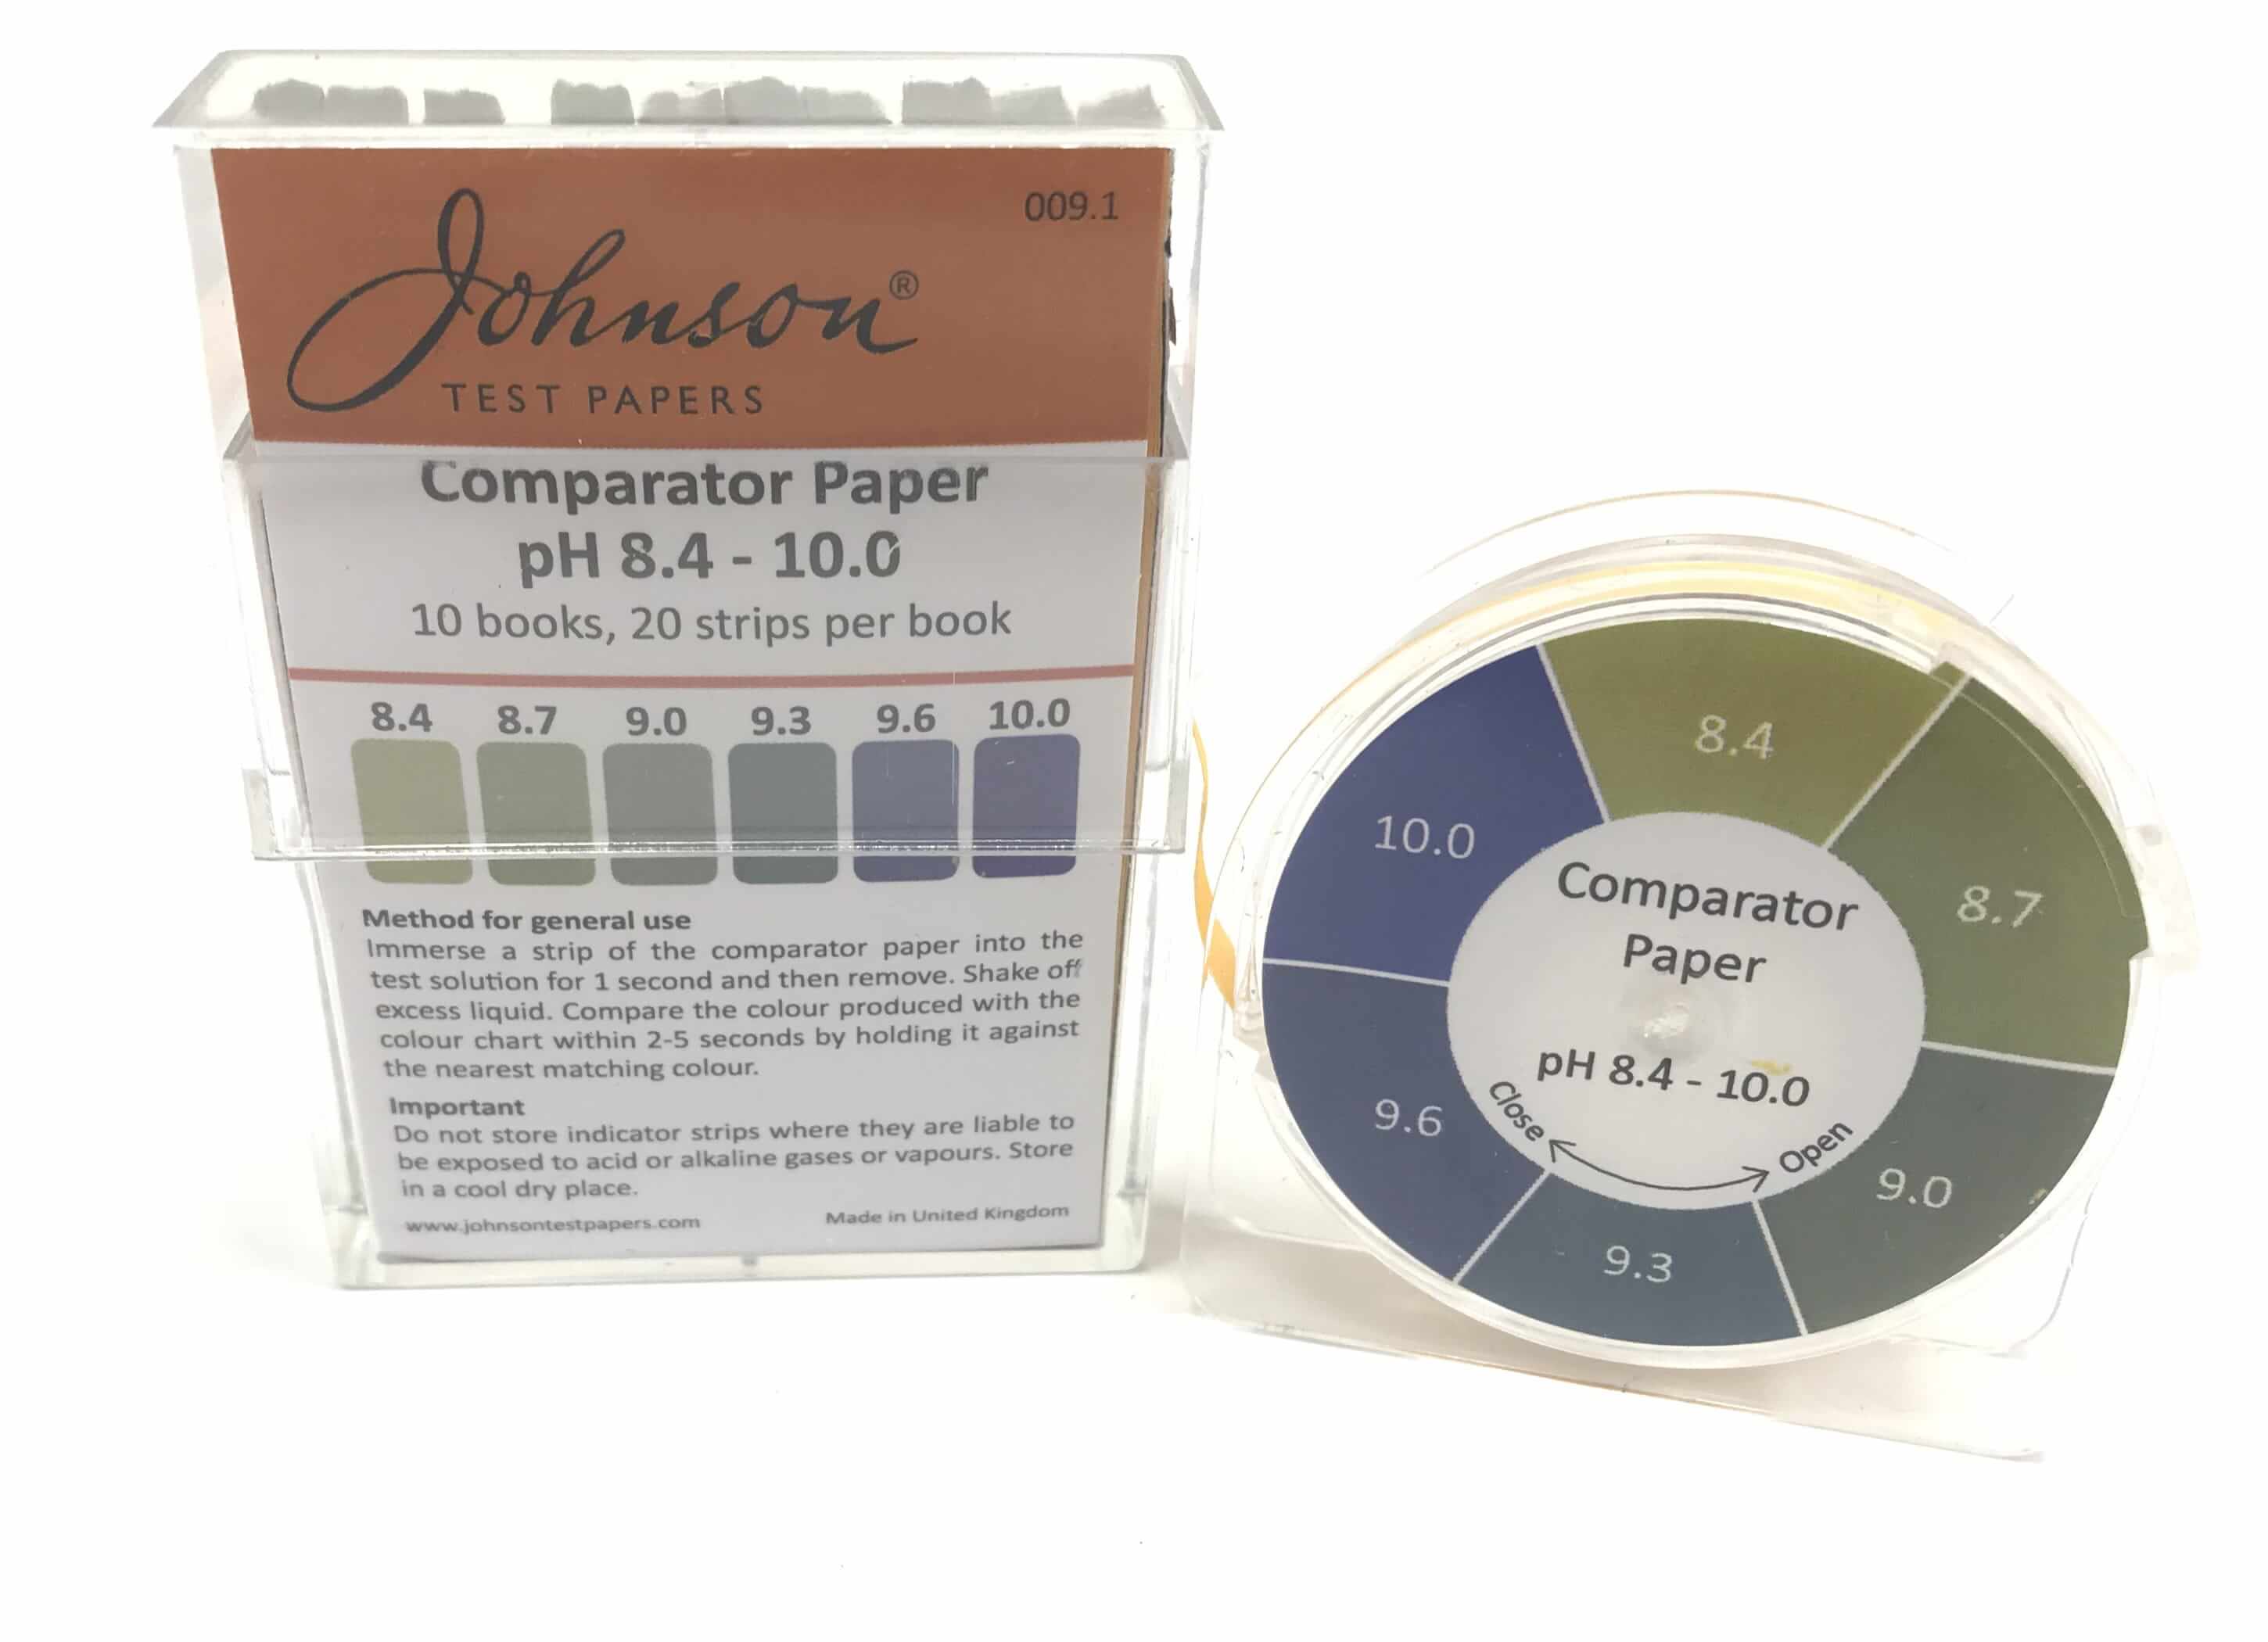 009.1
Johnson®
TEST PAPERS
Comparator Paper
pH 8.4 - 10.0
10 books, 20 strips per book
8.4 8.7 9.0 9.3 9.6 10.0
Method for general use
Immerse a strip of the comparator paper into the
test solution for 1 second and then remove. Shake off
excess liquid. Compare the colour produced with the
colour chart within 2-5 seconds by holding it against
the nearest matching colour.
Important
Do not store indicator strips where they are liable to
be exposed to acid or alkaline gases or vapours. Store
in a cool dry place.
www.johnsontestpapers.com Made in United Kingdom
8.4
8.7
9.0
9.3
9.6
10.0
Comparator
Paper
pH 8.4 - 10.0
Close Open